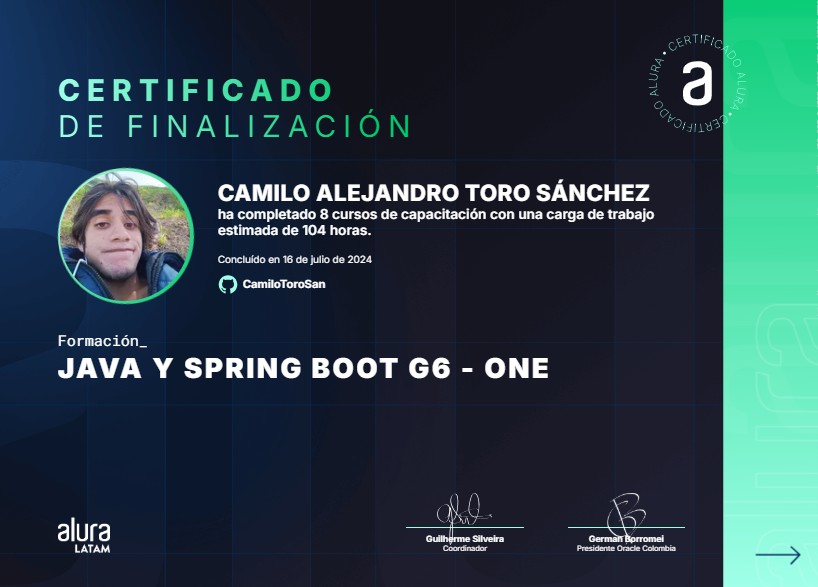 CERTIFICADO
DE FINALIZACIÓN
CERTIFICADO ALURA • CERTIFICADO ALURA •
a
CAMILO ALEJANDRO TORO SÁNCHEZ
ha completado 8 cursos de capacitación con una carga de trabajo
estimada de 104 horas.
Concluído en 16 de julio de 2024
CamiloToroSan
Formación_
JAVA Y SPRING BOOT G6 - ONE
alura
LATAM
Guilherme Silveira
Coordinador
German Borromei
Presidente Oracle Colombia
alura